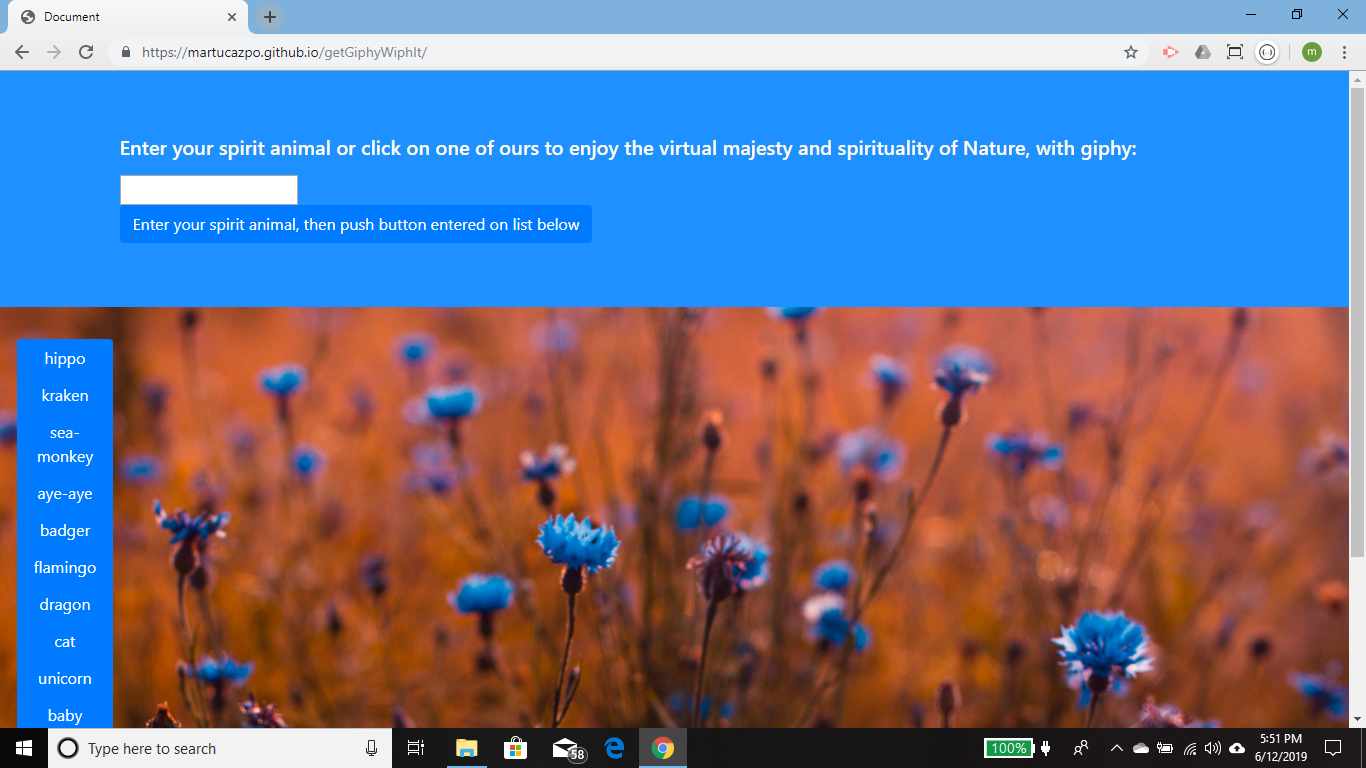 Document
https://martucazpo.github.io/getGiphyWiphIt/
m
Enter your spirit animal or click on one of ours to enjoy the virtual majesty and spirituality of Nature, with giphy:
Enter your spirit animal, then push button entered on list below
hippo
kraken
sea-
monkey
aye-aye
badger
flamingo
dragon
cat
unicorn
baby
Type here to search
58
100%
5:51 PM
6/12/2019